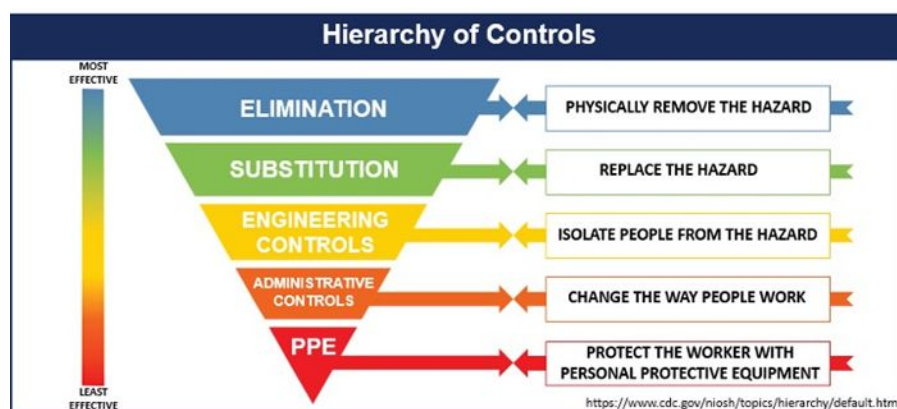 Hierarchy of Controls
MOST
EFFECTIVE
ELIMINATION
PHYSICALLY REMOVE THE HAZARD
SUBSTITUTION
REPLACE THE HAZARD
ENGINEERING
CONTROLS
ISOLATE PEOPLE FROM THE HAZARD
ADMINISTRATIVE
CONTROLS
CHANGE THE WAY PEOPLE WORK
PPE
PROTECT THE WORKER WITH
PERSONAL PROTECTIVE EQUIPMENT
LEAST
EFFECTIVE
https://www.cdc.gov/niosh/topics/hierarchy/default.htm